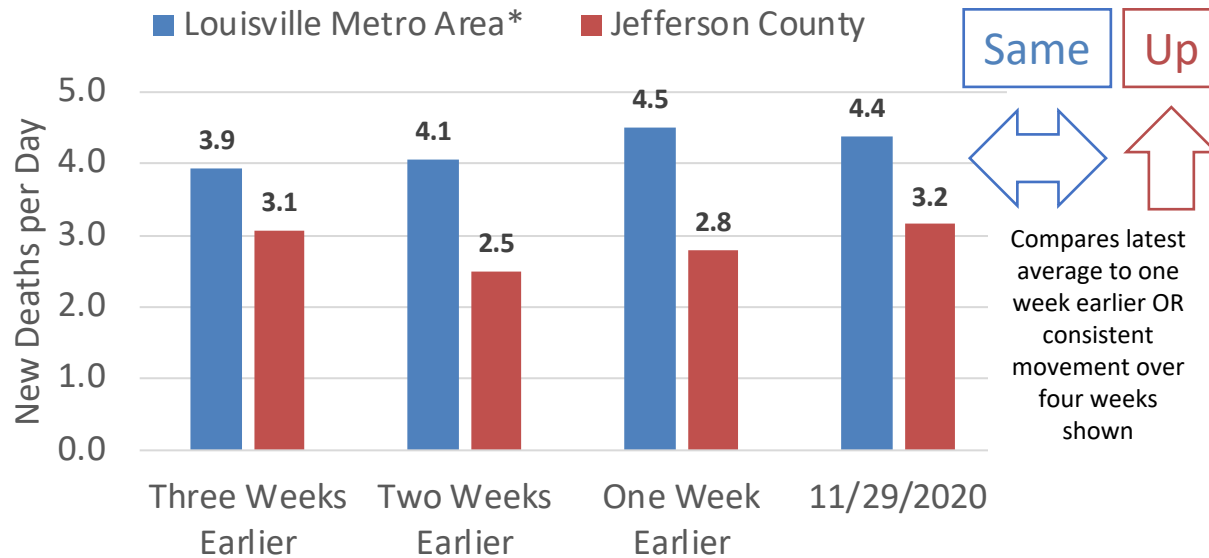 Louisville Metro Area*
Jefferson County
Same
Up
New Deaths per Day
5.0
4.0
3.0
2.0
1.0
0.0
3.9
3.1
4.1
2.5
4.5
2.8
4.4
3.2
Three Weeks
Earlier
Two Weeks
Earlier
One Week
Earlier
11/29/2020
Compares latest
average to one
week earlier OR
consistent
movement over
four weeks
shown